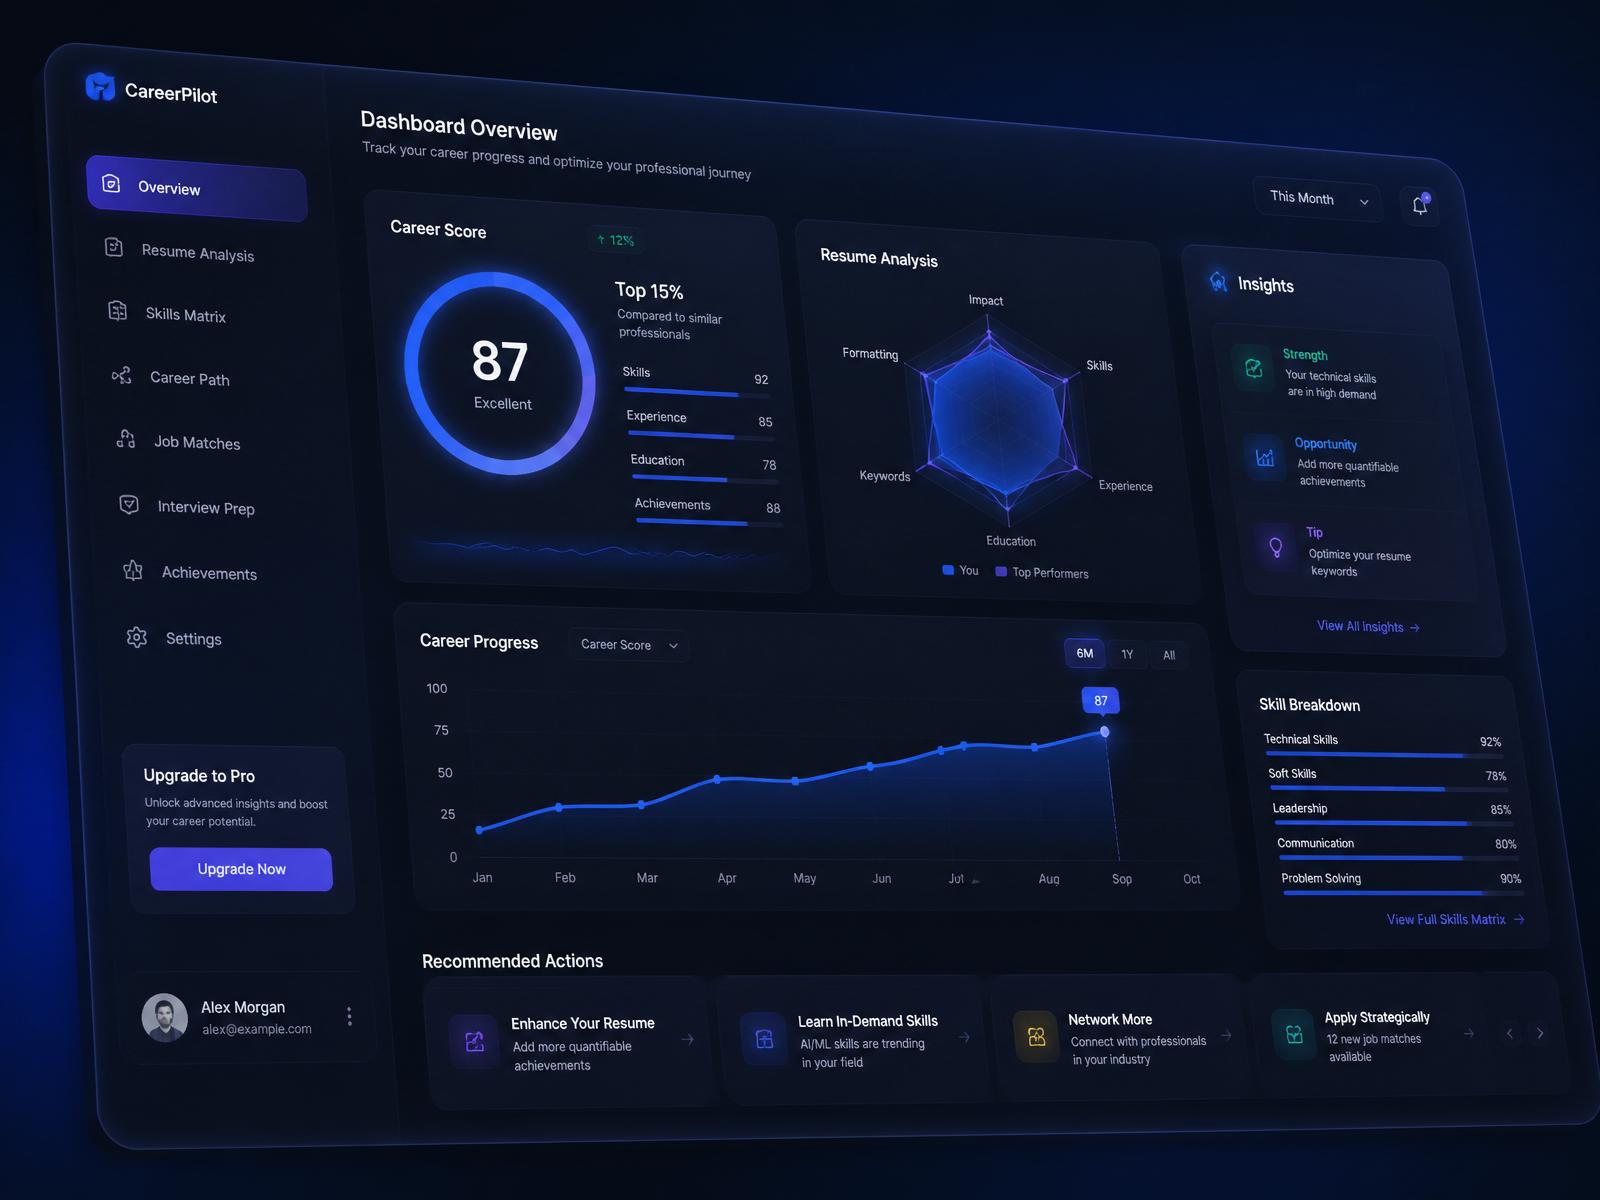 CareerPilot
Overview
Resume Analysis
Skills Matrix
Career Path
Job Matches
Interview Prep
Achievements
Settings
Upgrade to Pro
Unlock advanced insights and boost
your career potential.
Upgrade Now
Alex Morgan
alex@example.com
Dashboard Overview
Track your career progress and optimize your professional journey
This Month
Career Score
↑ 12%
87
Excellent
Top 15%
Compared to similar
professionals
Skills 92
Experience 85
Education 78
Achievements 88
Resume Analysis
Impact
Skills
Experience
Education
Keywords
Formatting
You
Top Performers
Insights
Strength
Your technical skills
are in high demand
Opportunity
Add more quantifiable
achievements
Tip
Optimize your resume
keywords
View All Insights →
Career Progress
Career Score
6M
1Y
All
87
100
75
50
25
0
Jan Feb Mar Apr May Jun Jul Aug Sop Oct
Skill Breakdown
Technical Skills 92%
Soft Skills 78%
Leadership 85%
Communication 80%
Problem Solving 90%
View Full Skills Matrix →
Recommended Actions
Enhance Your Resume
Add more quantifiable
achievements
Learn In-Demand Skills
AI/ML skills are trending
in your field
Network More
Connect with professionals
in your industry
Apply Strategically
12 new job matches
available